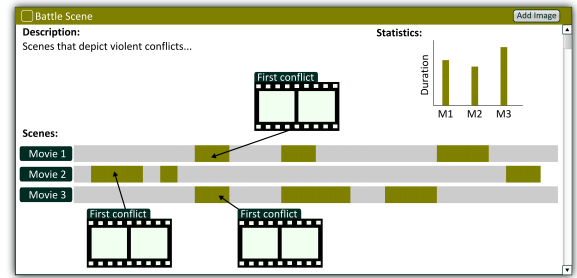 Battle Scene
Add Image
Description:
Scenes that depict violent conflicts...
Statistics:
Duration
M1 M2 M3
First conflict
Scenes:
Movie 1
Movie 2
Movie 3
First conflict
First conflict